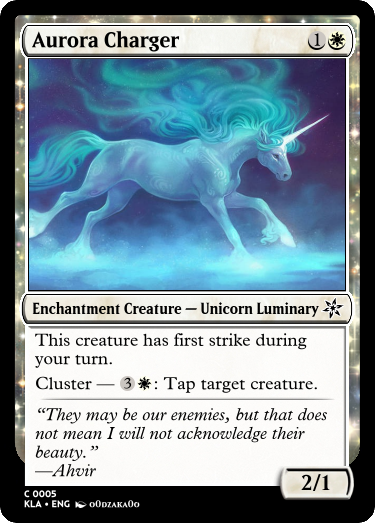 Aurora Charger 1
Enchantment Creature — Unicorn Luminary
This creature has first strike during
your turn.
Cluster — 3 : Tap target creature.
“They may be our enemies, but that does
not mean I will not acknowledge their
beauty.”
—Ahvir
2/1
C 0005
KLA • ENG o0dzaka0o